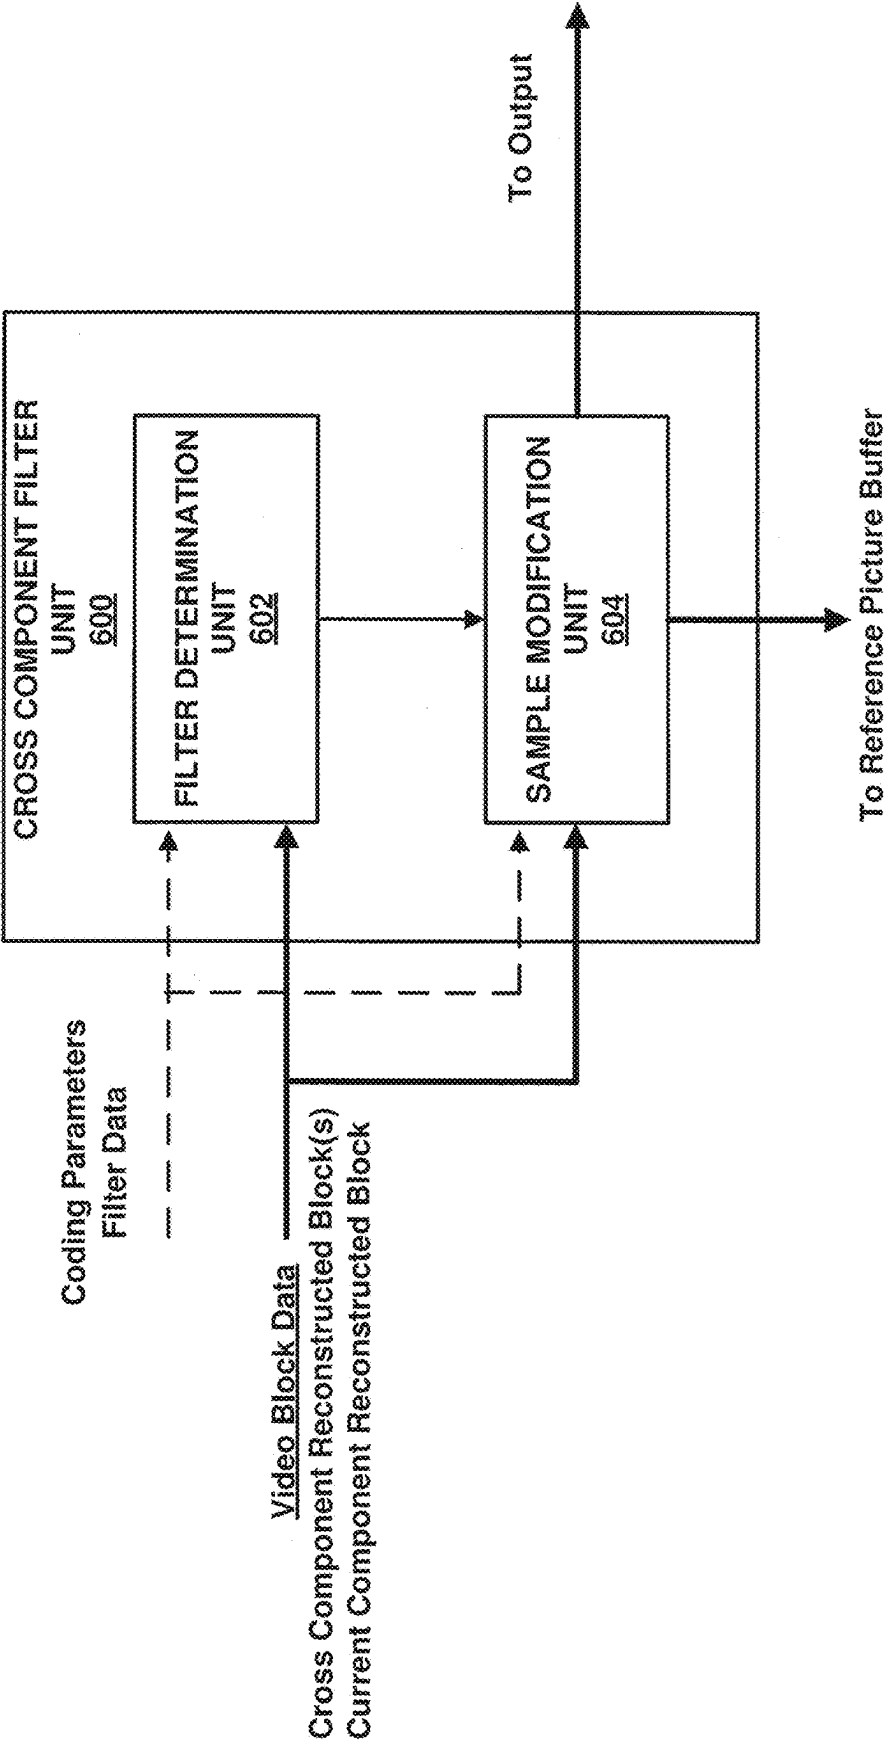 CROSS COMPONENT FILTER
UNIT
600
Coding Parameters
Filter Data
FILTER DETERMINATION
UNIT
602
Video Block Data
Cross Component Reconstructed Block(s)
Current Component Reconstructed Block
SAMPLE MODIFICATION
UNIT
604
To Output
To Reference Picture Buffer